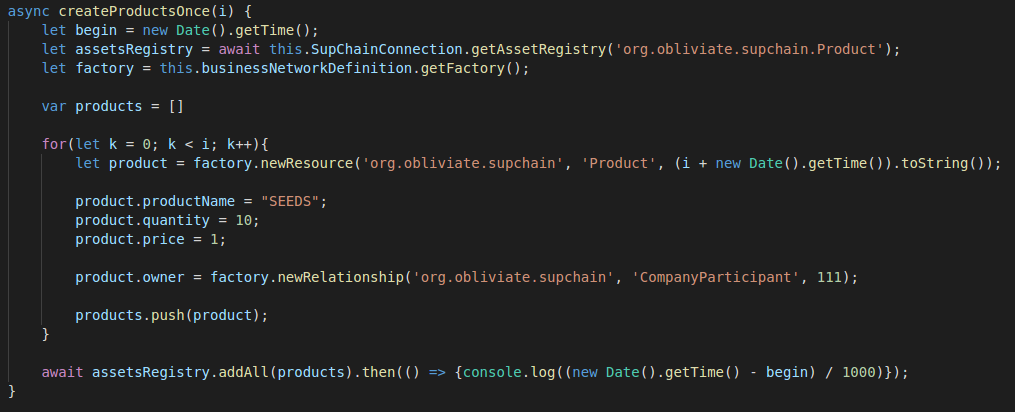 async createProductsOnce(i) {
    let begin = new Date().getTime();
    let assetsRegistry = await this.SupChainConnection.getAssetRegistry('org.obliviate.supchain.Product');
    let factory = this.businessNetworkDefinition.getFactory();

    var products = []

    for(let k = 0; k < i; k++){
        let product = factory.newResource('org.obliviate.supchain', 'Product', (i + new Date().getTime()).toString());

        product.productName = "SEEDS";
        product.quantity = 10;
        product.price = 1;

        product.owner = factory.newRelationship('org.obliviate.supchain', 'CompanyParticipant', 111);

        products.push(product);
    }

    await assetsRegistry.addAll(products).then(() => {console.log((new Date().getTime() - begin) / 1000)});
}